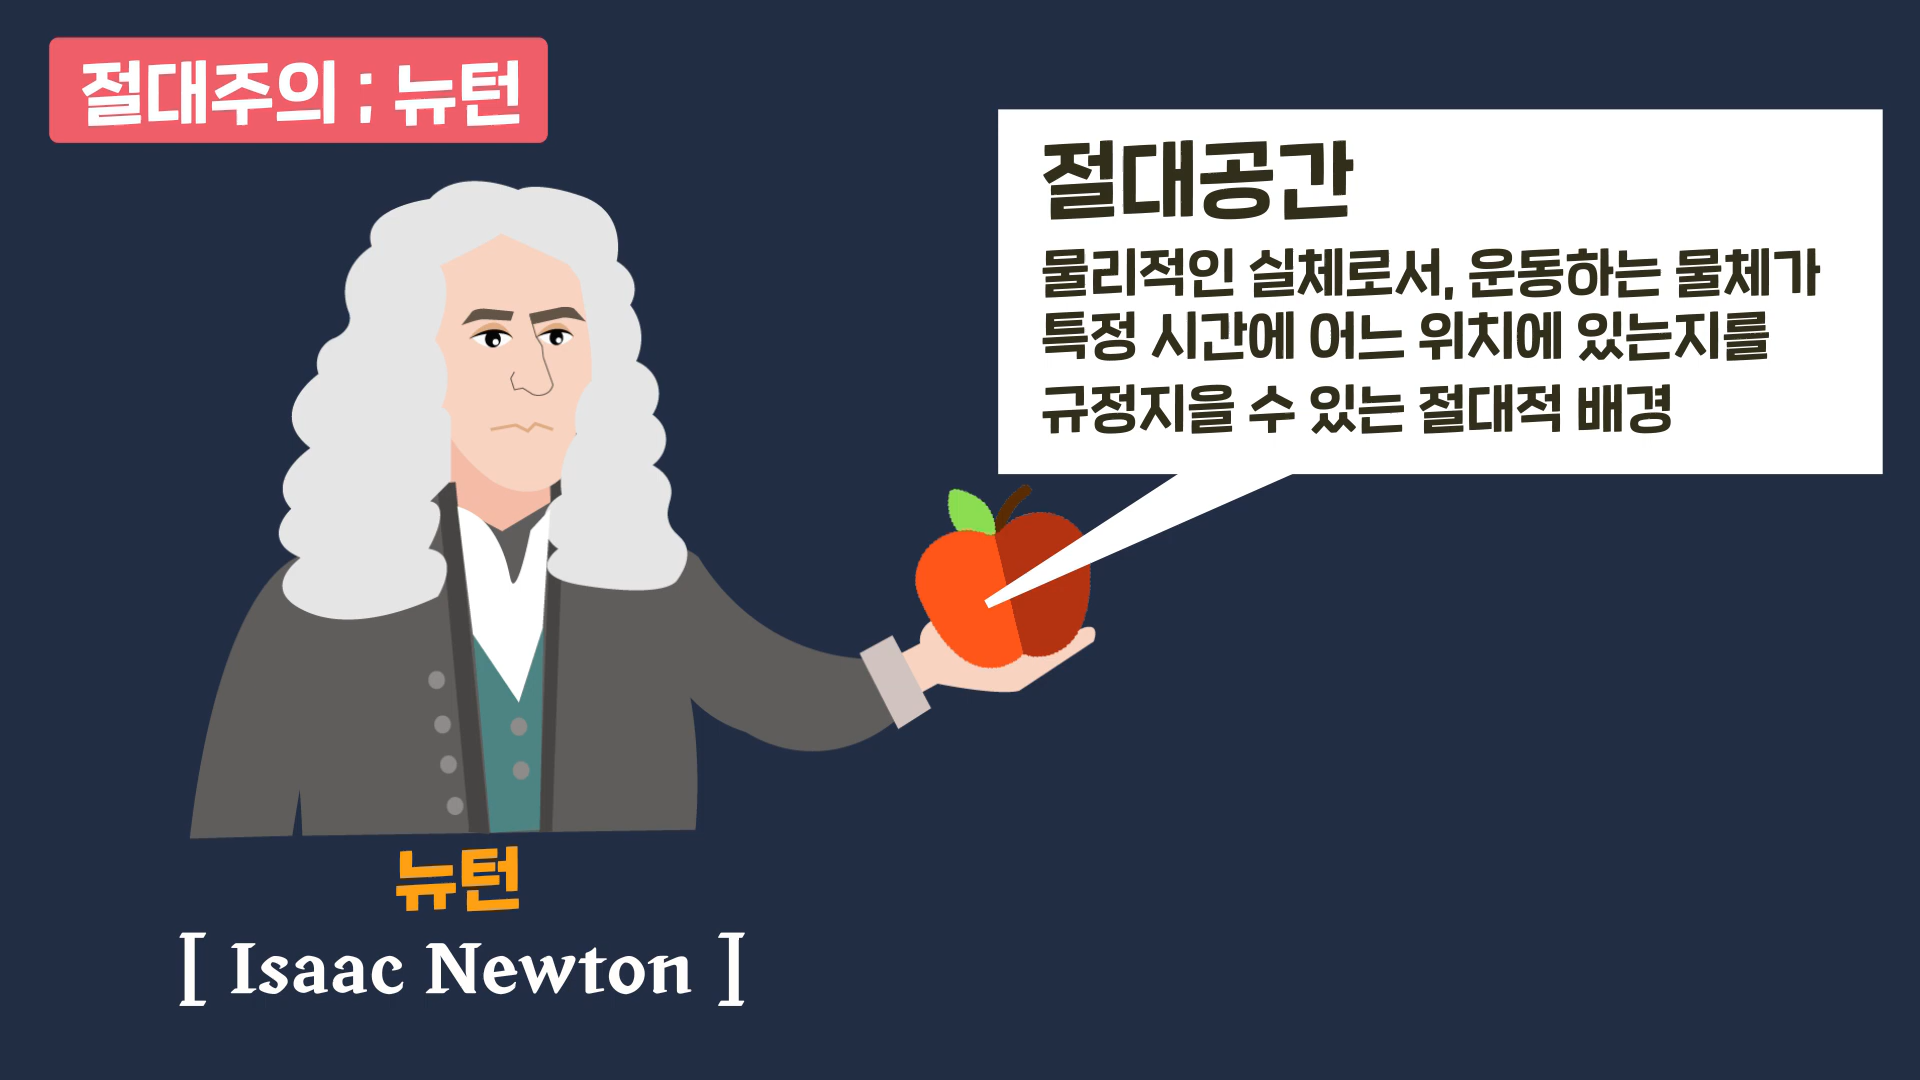 절대주의 ; 뉴턴
절대공간
물리적인 실체로서, 운동하는 물체가
특정 시간에 어느 위치에 있는지를
규정지을 수 있는 절대적 배경
뉴턴
[ Isaac Newton ]